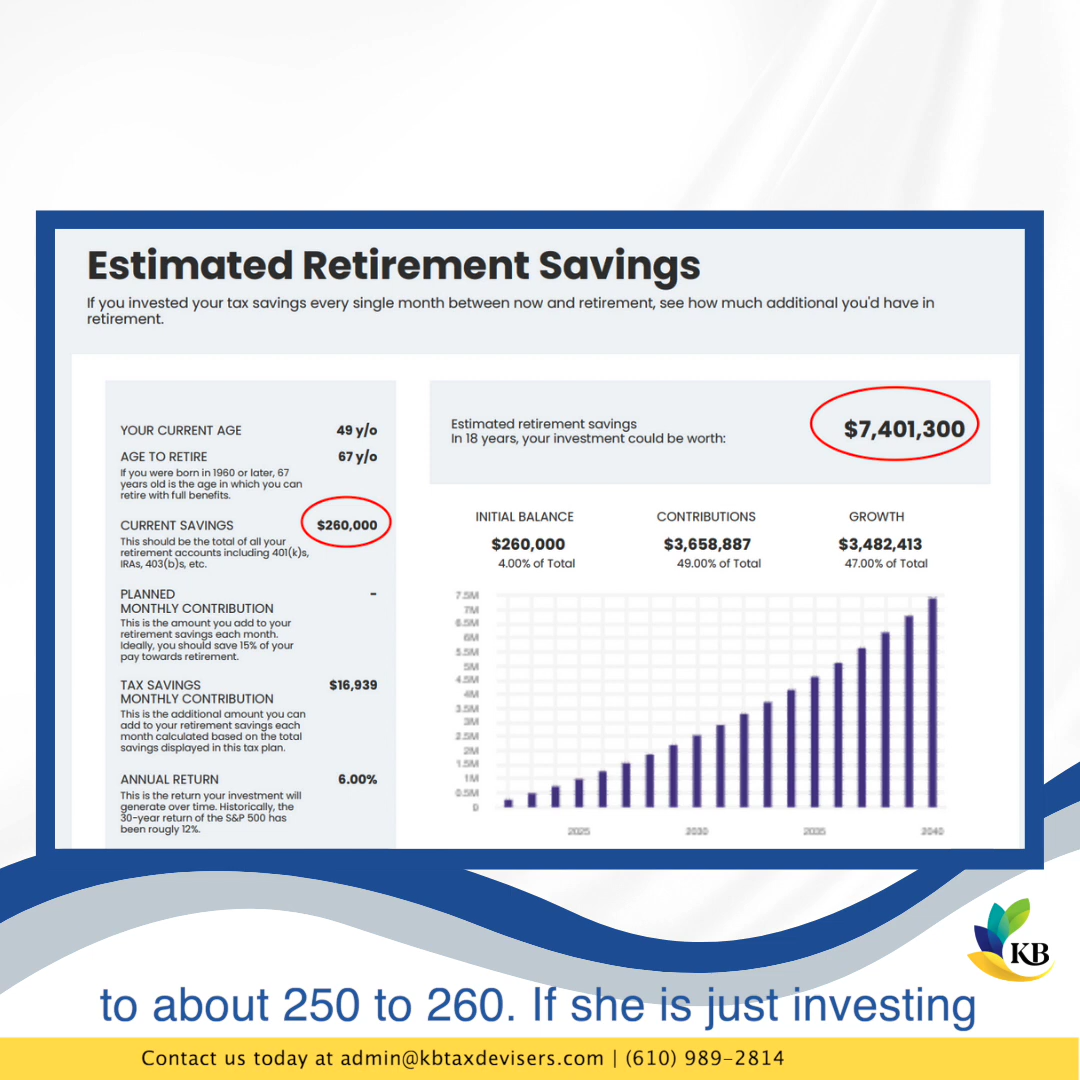 Estimated Retirement Savings
If you invested your tax savings every single month between now and retirement, see how much additional you'd have in
retirement.
YOUR CURRENT AGE 49 y/o
AGE TO RETIRE 67 y/o
If you were born in 1960 or later, 67
years old is the age in which you can
retire with full benefits.
CURRENT SAVINGS $260,000
This should be the total of all your
retirement accounts including 401(k)s,
IRAs, 403(b)s, etc.
PLANNED -
MONTHLY CONTRIBUTION
This is the amount you add to your
retirement savings each month.
Ideally, you should save 15% of your
pay towards retirement.
TAX SAVINGS $16,939
MONTHLY CONTRIBUTION
This is the additional amount you can
add to your retirement savings each
month calculated based on the total
savings displayed in this tax plan.
ANNUAL RETURN 6.00%
This is the return your investment will
generate over time. Historically, the
30-year return of the S&P 500 has
been rougly 12%.
Estimated retirement savings
In 18 years, your investment could be worth:
$7,401,300
INITIAL BALANCE CONTRIBUTIONS GROWTH
$260,000 $3,658,887 $3,482,413
4.00% of Total 49.00% of Total 47.00% of Total
7.5M
7M
6.5M
6M
5.5M
5M
4.5M
4M
3.5M
3M
2.5M
2M
1.5M
1M
0.5M
0
2025 2030 2035 2040
KB
to about 250 to 260. If she is just investing
Contact us today at admin@kbtaxdevisers.com | (610) 989-2814